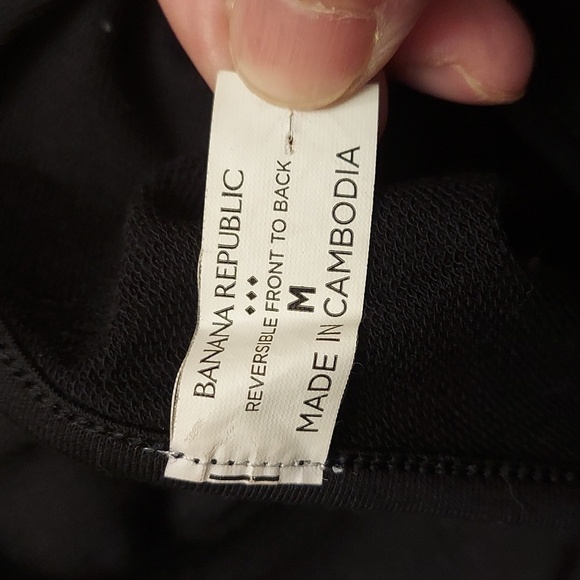 BANANA REPUBLIC
REVERSIBLE FRONT TO BACK
M
MADE IN CAMBODIA